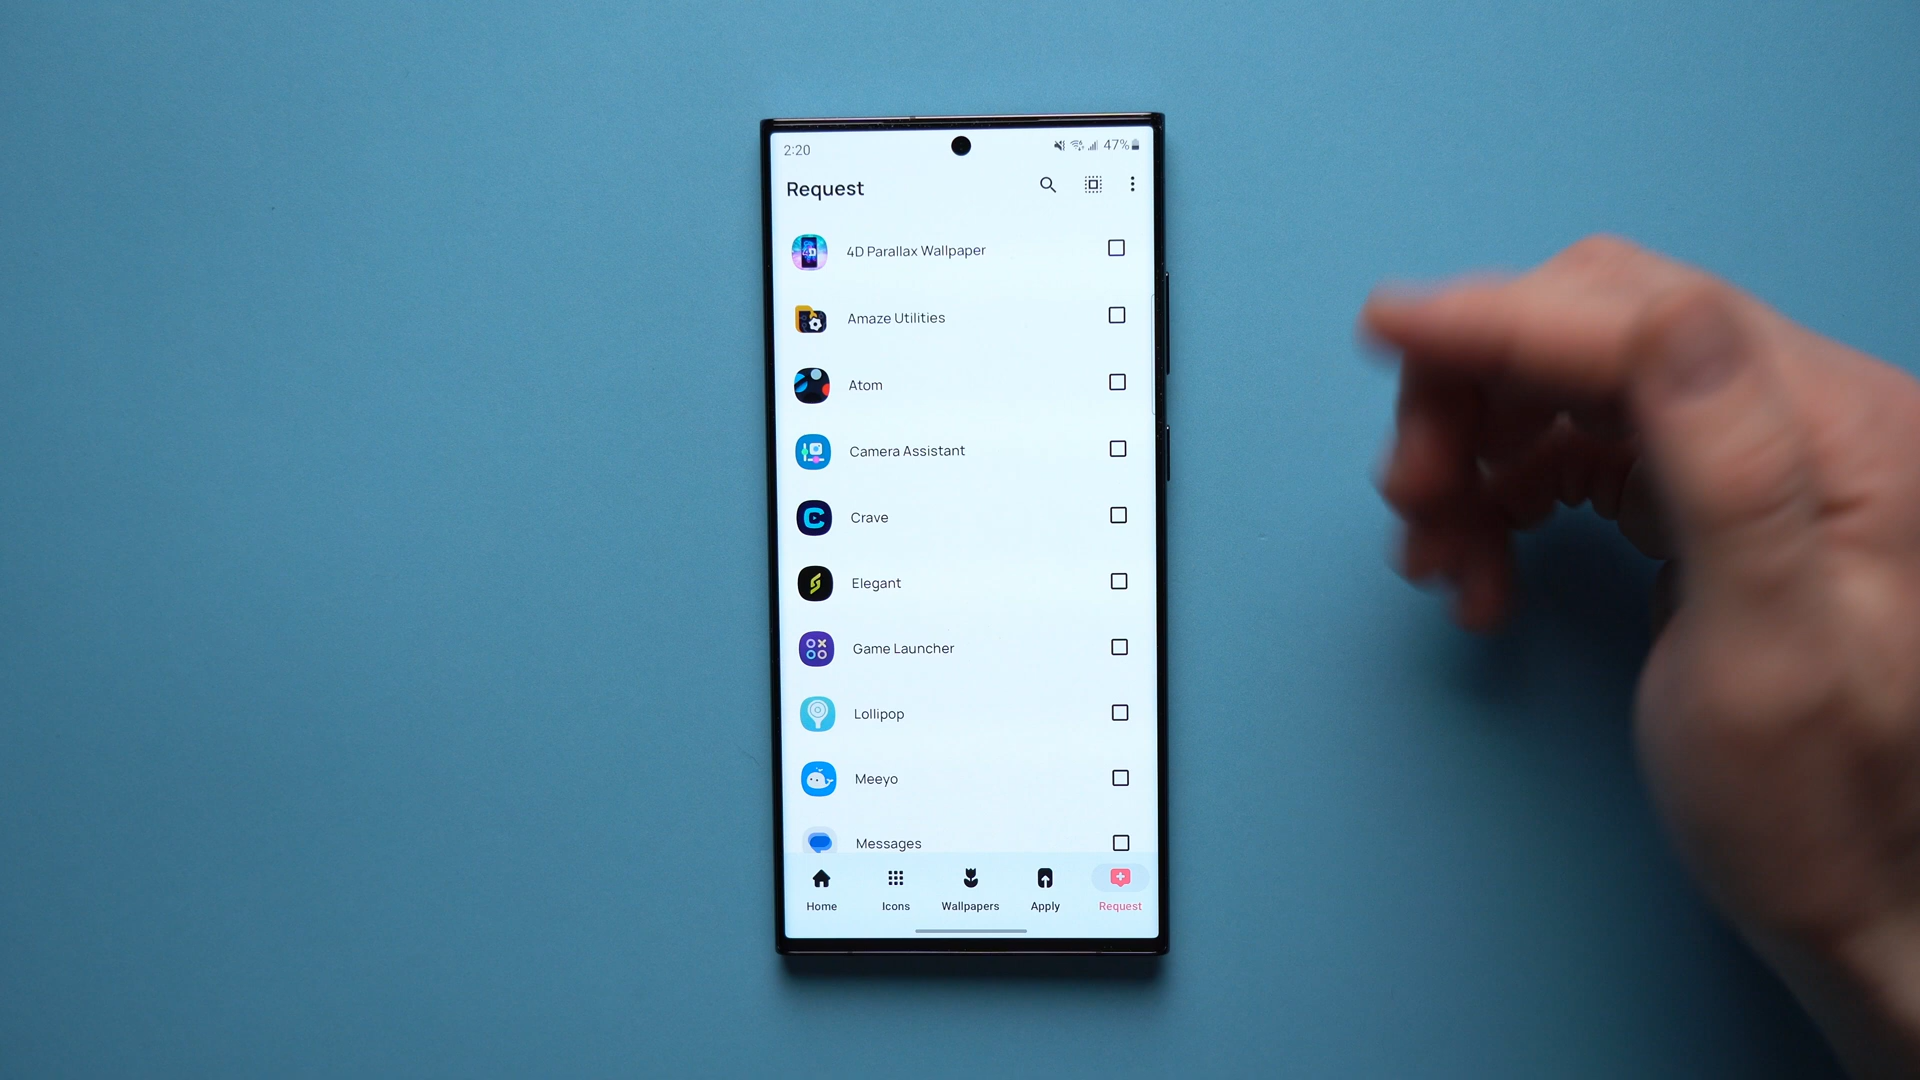 2:20
47%
Request
4D Parallax Wallpaper
Amaze Utilities
Atom
Camera Assistant
Crave
Elegant
Game Launcher
Lollipop
Meeyo
Messages
Home
Icons
Wallpapers
Apply
Request